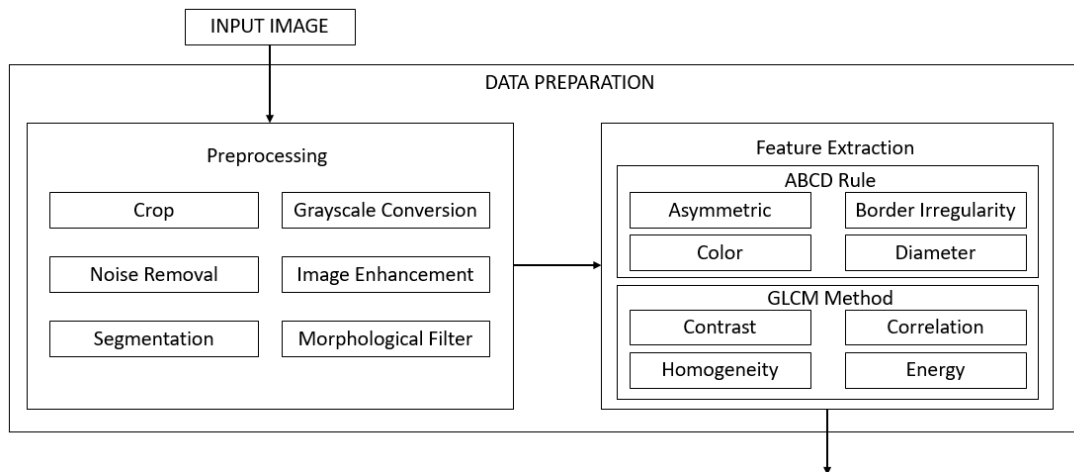 INPUT IMAGE
DATA PREPARATION
Preprocessing
Crop
Grayscale Conversion
Noise Removal
Image Enhancement
Segmentation
Morphological Filter
Feature Extraction
ABCD Rule
Asymmetric
Border Irregularity
Color
Diameter
GLCM Method
Contrast
Correlation
Homogeneity
Energy